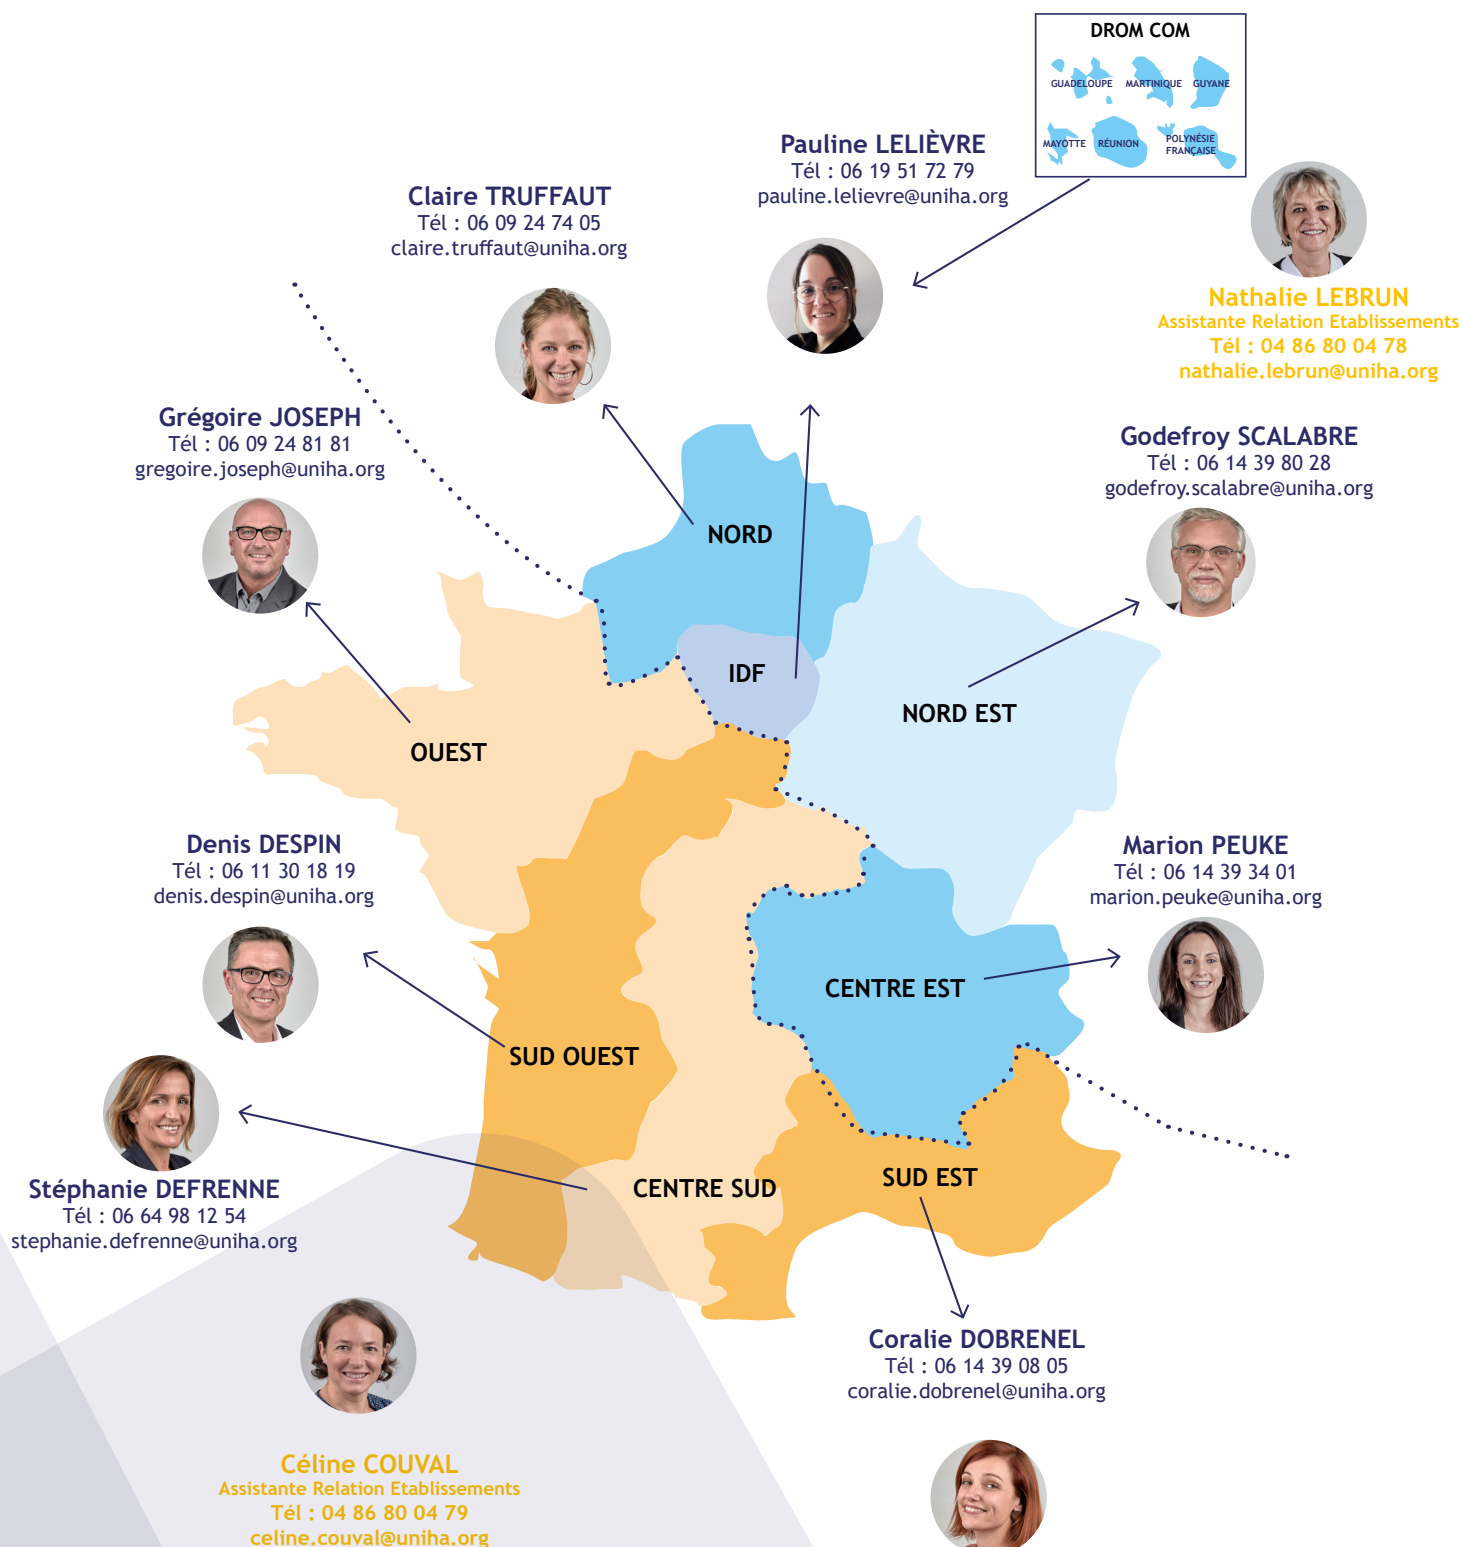 DROM COM
GUADELOUPE
MARTINIQUE
GUYANE
MAYOTTE
RÉUNION
POLYNÉSIE
FRANÇAISE
Pauline LELIÈVRE
Tél : 06 19 51 72 79
pauline.lelievre@uniha.org
Claire TRUFFAUT
Tél : 06 09 24 74 05
claire.truffaut@uniha.org
Nathalie LEBRUN
Assistante Relation Etablissements
Tél : 04 86 80 04 78
nathalie.lebrun@uniha.org
Grégoire JOSEPH
Tél : 06 09 24 81 81
gregoire.joseph@uniha.org
Godefroy SCALABRE
Tél : 06 14 39 80 28
godefroy.scalabre@uniha.org
NORD
IDF
NORD EST
OUEST
Denis DESPIN
Tél : 06 11 30 18 19
denis.despin@uniha.org
Marion PEUKE
Tél : 06 14 39 34 01
marion.peuke@uniha.org
CENTRE EST
SUD OUEST
CENTRE SUD
SUD EST
Stéphanie DEFRENNE
Tél : 06 64 98 12 54
stephanie.defrenne@uniha.org
Coralie DOBRENEL
Tél : 06 14 39 08 05
coralie.dobrenel@uniha.org
Céline COUVAL
Assistante Relation Etablissements
Tél : 04 86 80 04 79
celine.couval@uniha.org